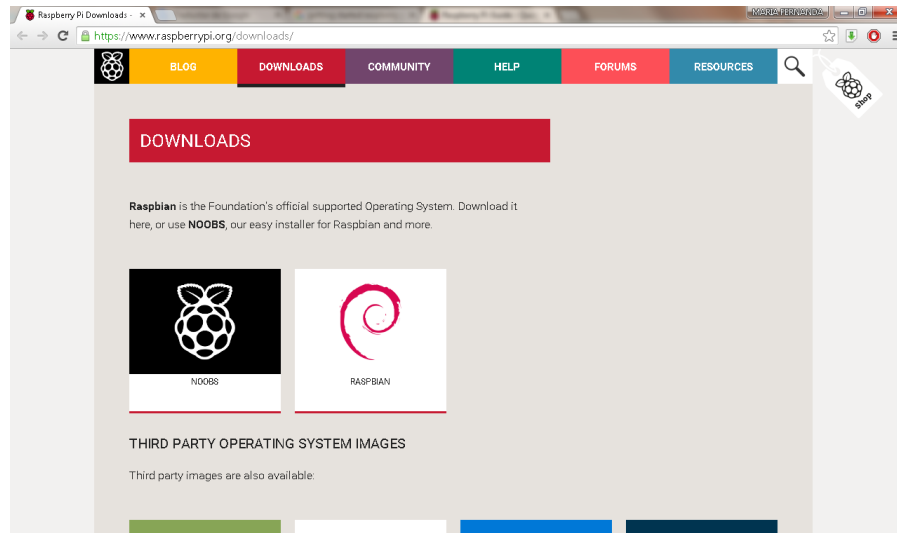 Raspberry Pi Downloads -
MARIA FERNANDA
https://www.raspberrypi.org/downloads/
BLOG
DOWNLOADS
COMMUNITY
HELP
FORUMS
RESOURCES
shop
DOWNLOADS
Raspbian is the Foundation's official supported Operating System. Download it
here, or use NOOBS, our easy installer for Raspbian and more.
NOOBS
RASPBIAN
THIRD PARTY OPERATING SYSTEM IMAGES
Third party images are also available: